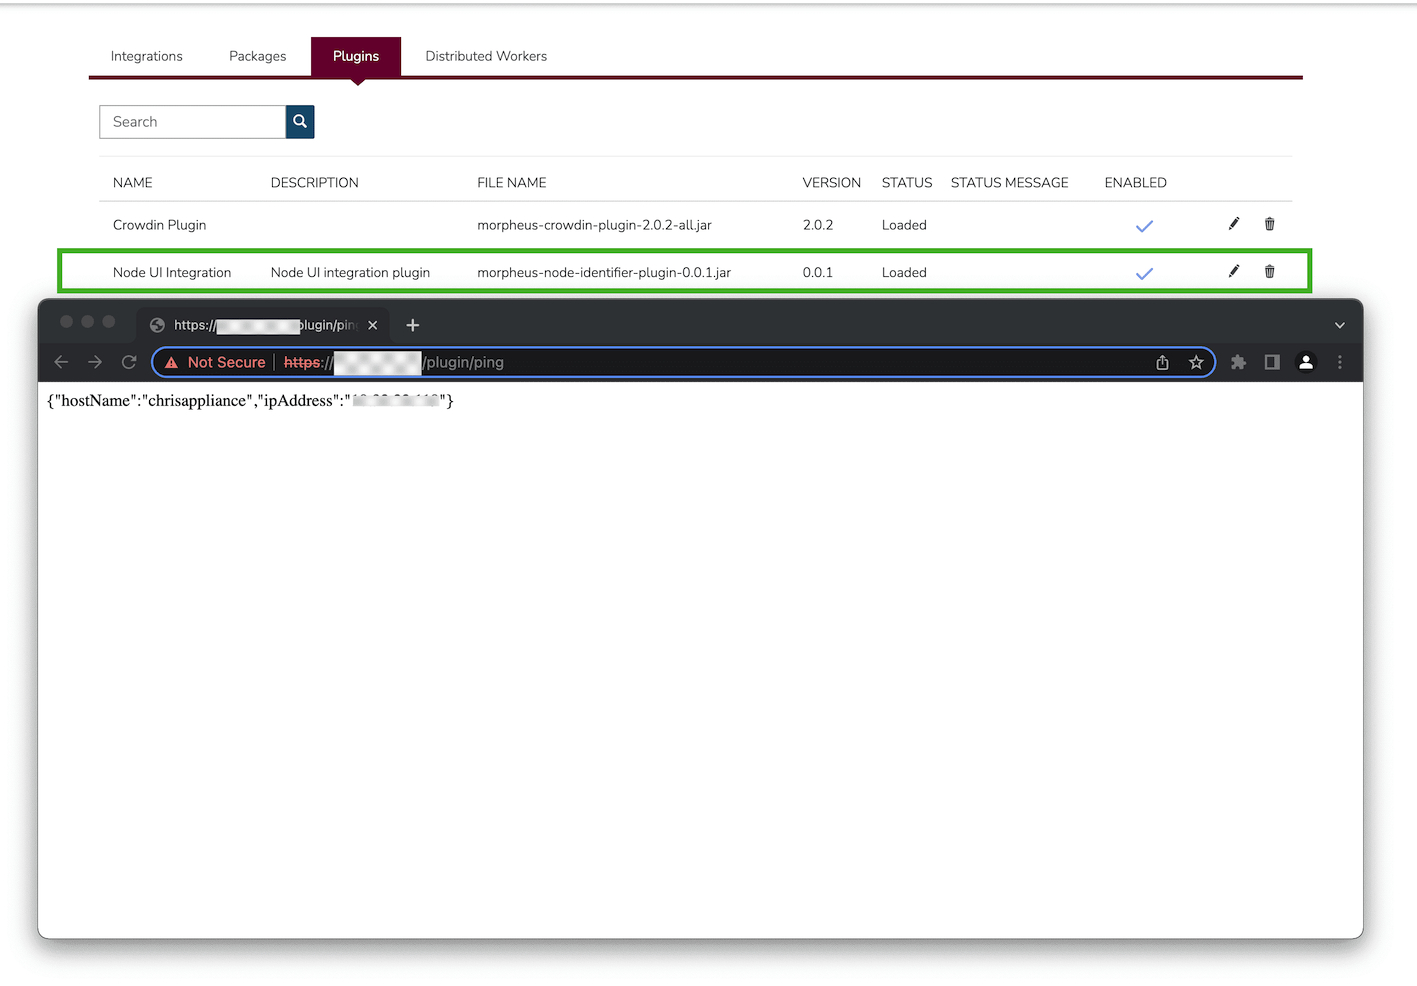 Integrations Packages Plugins Distributed Workers
Search
NAME DESCRIPTION FILE NAME VERSION STATUS STATUS MESSAGE ENABLED
Crowdin Plugin morpheus-crowdin-plugin-2.0.2-all.jar 2.0.2 Loaded
Node UI Integration Node UI integration plugin morpheus-node-identifier-plugin-0.0.1.jar 0.0.1 Loaded
https:// plugin/pin
Not Secure https:// /plugin/ping
{"hostName":"chrisappliance","ipAddress":" "}